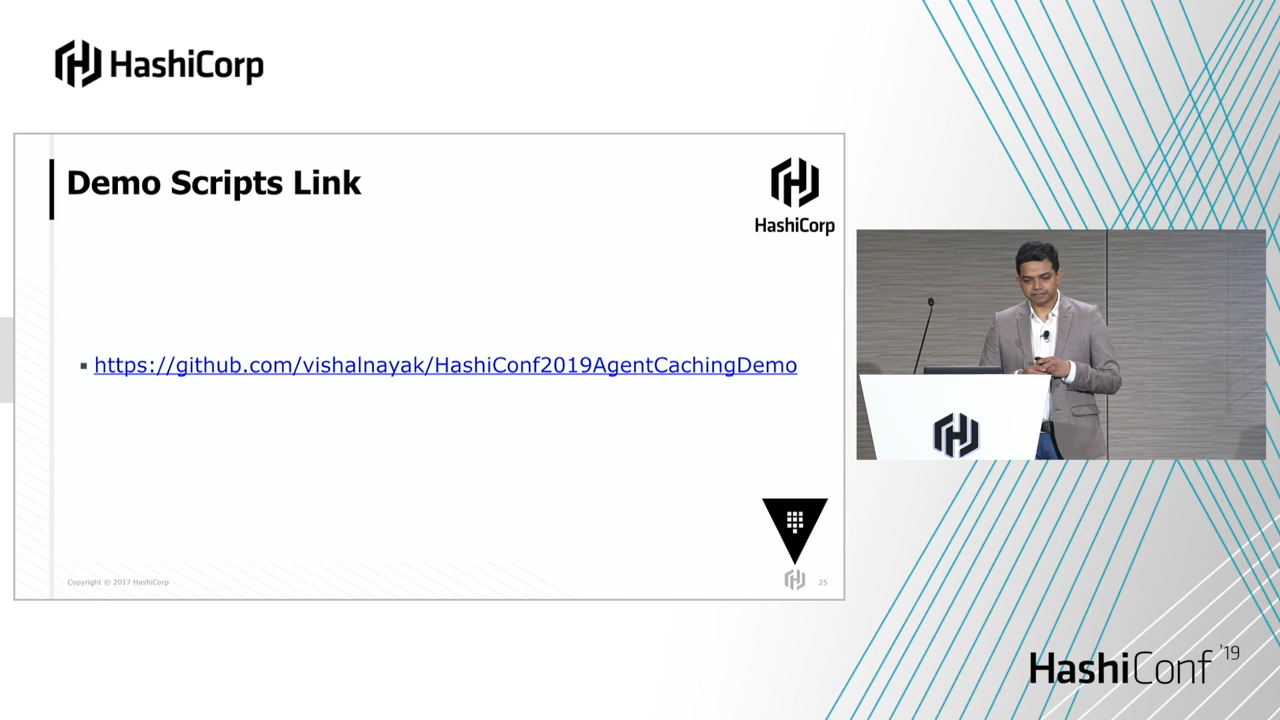 HashiCorp
Demo Scripts Link
HashiCorp
https://github.com/vishalnayak/HashiConf2019AgentCachingDemo
Copyright © 2017 HashiCorp
25
HashiConf '19